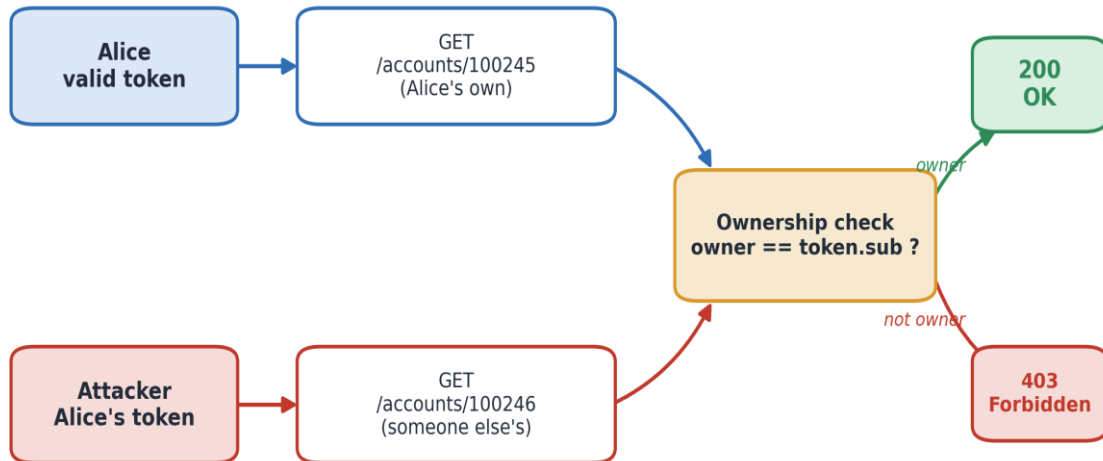 Alice
valid token
GET
/accounts/100245
(Alice's own)
200
OK
owner
Ownership check
owner == token.sub ?
not owner
Attacker
Alice's token
GET
/accounts/100246
(someone else's)
403
Forbidden